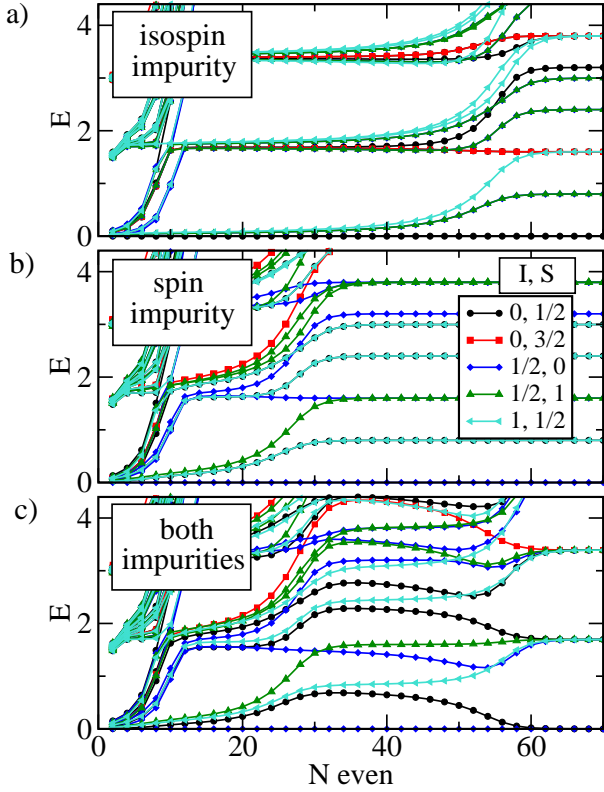 a)
isospin
impurity
E
4
2
0
b)
spin
impurity
E
4
2
0
I, S
0, 1/2
0, 3/2
1/2, 0
1/2, 1
1, 1/2
c)
both
impurities
E
4
2
0
0 20 40 60
N even